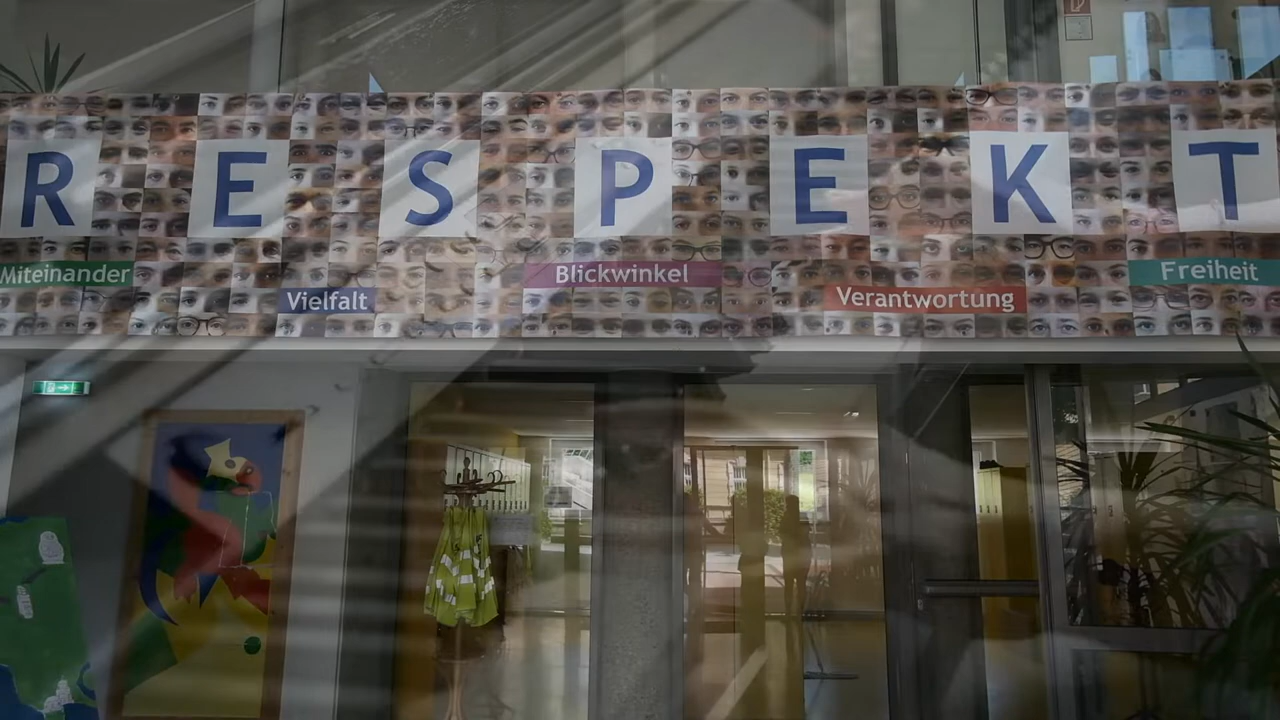 RESPEKT
Miteinander
Vielfalt
Blickwinkel
Verantwortung
Freiheit